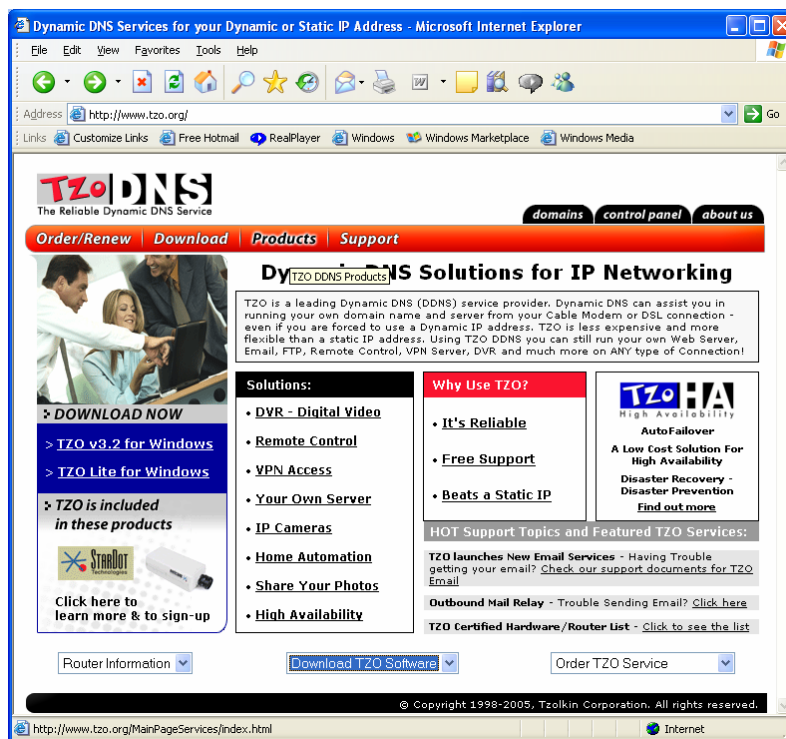 Dynamic DNS Services for your Dynamic or Static IP Address - Microsoft Internet Explorer
File Edit View Favorites Tools Help
Address http://www.tzo.org/ Go
Links Customize Links Free Hotmail RealPlayer Windows Windows Marketplace Windows Media
TZO DNS
The Reliable Dynamic DNS Service
domains control panel about us
Order/Renew Download Products Support
Dy NS Solutions for IP Networking
TZO DDNS Products
TZO is a leading Dynamic DNS (DDNS) service provider. Dynamic DNS can assist you in
running your own domain name and server from your Cable Modem or DSL connection -
even if you are forced to use a Dynamic IP address. TZO is less expensive and more
flexible than a static IP address. Using TZO DDNS you can still run your own Web Server,
Email, FTP, Remote Control, VPN Server, DVR and much more on ANY type of Connection!
DOWNLOAD NOW
> TZO v3.2 for Windows
> TZO Lite for Windows
TZO is included
in these products
STARDOT
Technologies
Click here to
learn more & to sign-up
Solutions:
• DVR - Digital Video
• Remote Control
• VPN Access
• Your Own Server
• IP Cameras
• Home Automation
• Share Your Photos
• High Availability
Why Use TZO?
• It's Reliable
• Free Support
• Beats a Static IP
TZO HA
High Availability
AutoFailover
A Low Cost Solution For
High Availability
Disaster Recovery -
Disaster Prevention
Find out more
HOT Support Topics and Featured TZO Services:
TZO launches New Email Services - Having Trouble
getting your email? Check our support documents for TZO
Email
Outbound Mail Relay - Trouble Sending Email? Click here
TZO Certified Hardware/Router List - Click to see the list
Router Information Download TZO Software Order TZO Service
© Copyright 1998-2005, Tzolkin Corporation. All rights reserved.
http://www.tzo.org/MainPageServices/index.html Internet